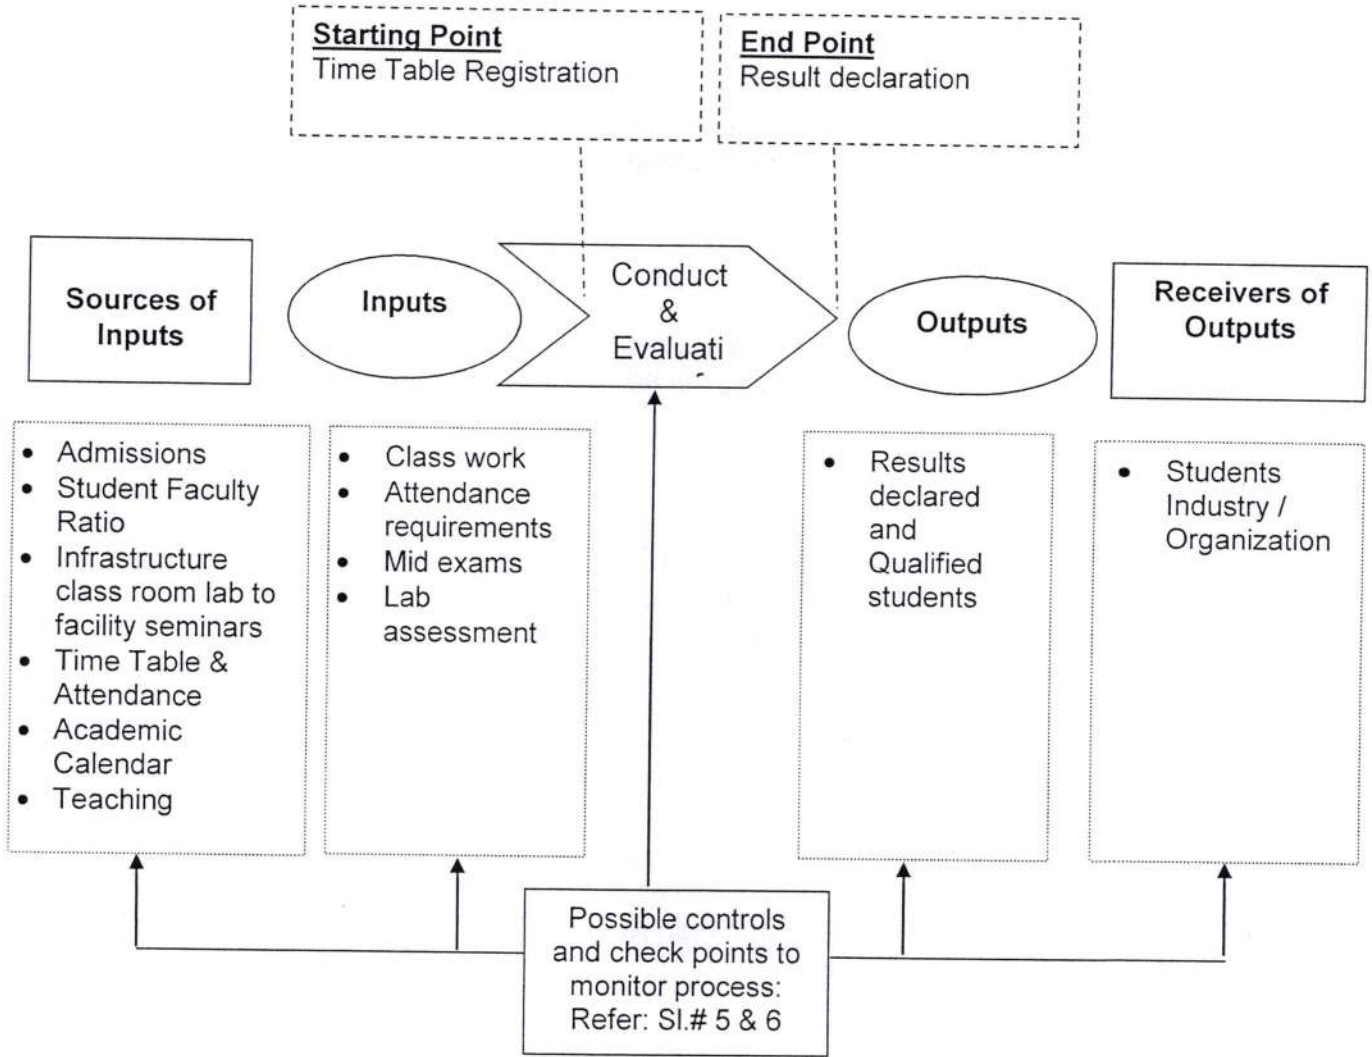 Starting Point
Time Table Registration
End Point
Result declaration
Sources of
Inputs
Inputs
Conduct
&
Evaluati
Outputs
Receivers of
Outputs
• Admissions
• Student Faculty
Ratio
• Infrastructure
class room lab to
facility seminars
• Time Table &
Attendance
• Academic
Calendar
• Teaching
• Class work
• Attendance
requirements
• Mid exams
• Lab
assessment
• Results
declared
and
Qualified
students
• Students
Industry /
Organization
Possible controls
and check points to
monitor process:
Refer: Sl.# 5 & 6